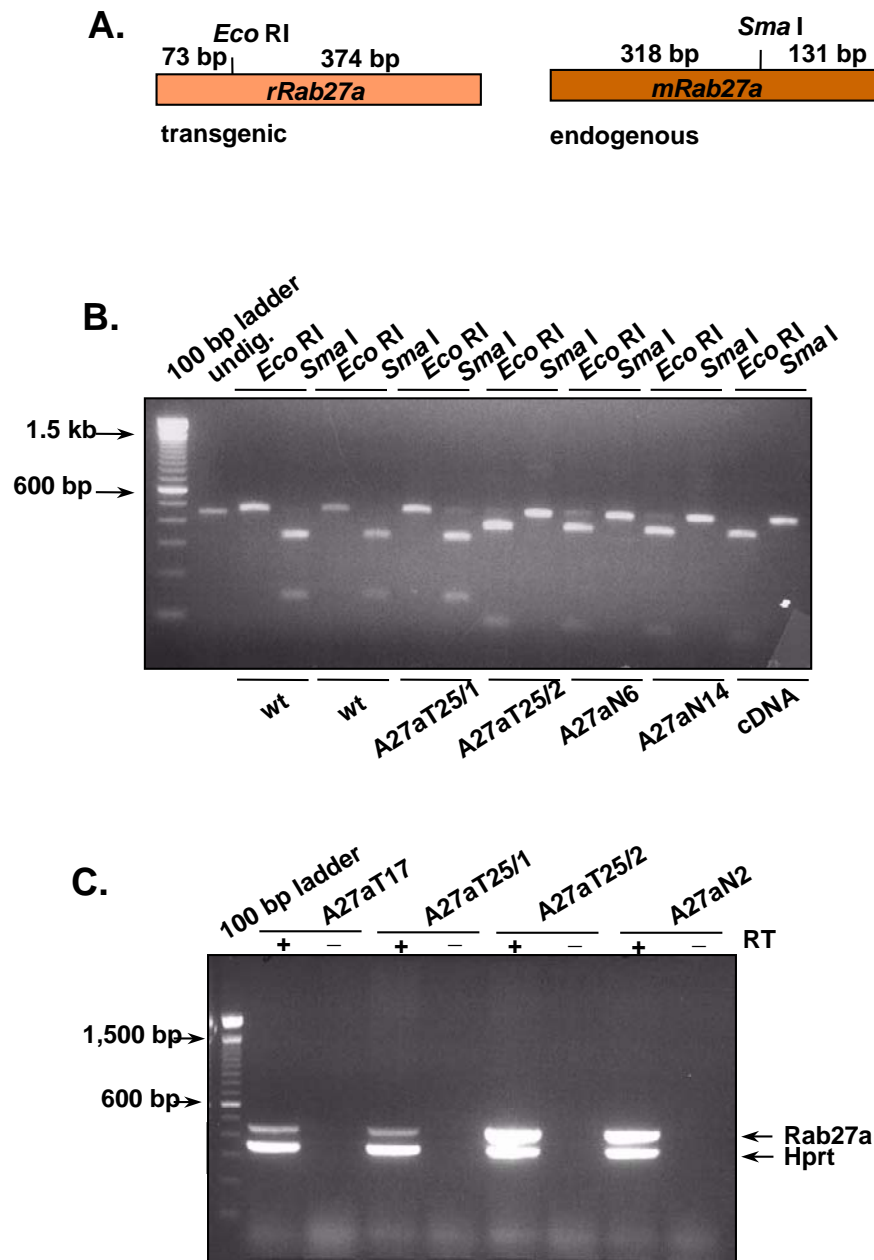 A.
Eco RI
73 bp 374 bp
rRab27a
transgenic
Sma I
318 bp 131 bp
mRab27a
endogenous
B.
100 bp ladder
undig.
Eco RI
Sma I
Eco RI
Sma I
Eco RI
Sma I
Eco RI
Sma I
Eco RI
Sma I
Eco RI
Sma I
Eco RI
Sma I
1.5 kb
600 bp
wt
wt
A27aT25/1
A27aT25/2
A27aN6
A27aN14
cDNA
C.
100 bp ladder
A27aT17
A27aT25/1
A27aT25/2
A27aN2
+ – + – + – + – RT
1,500 bp
600 bp
Rab27a
Hprt